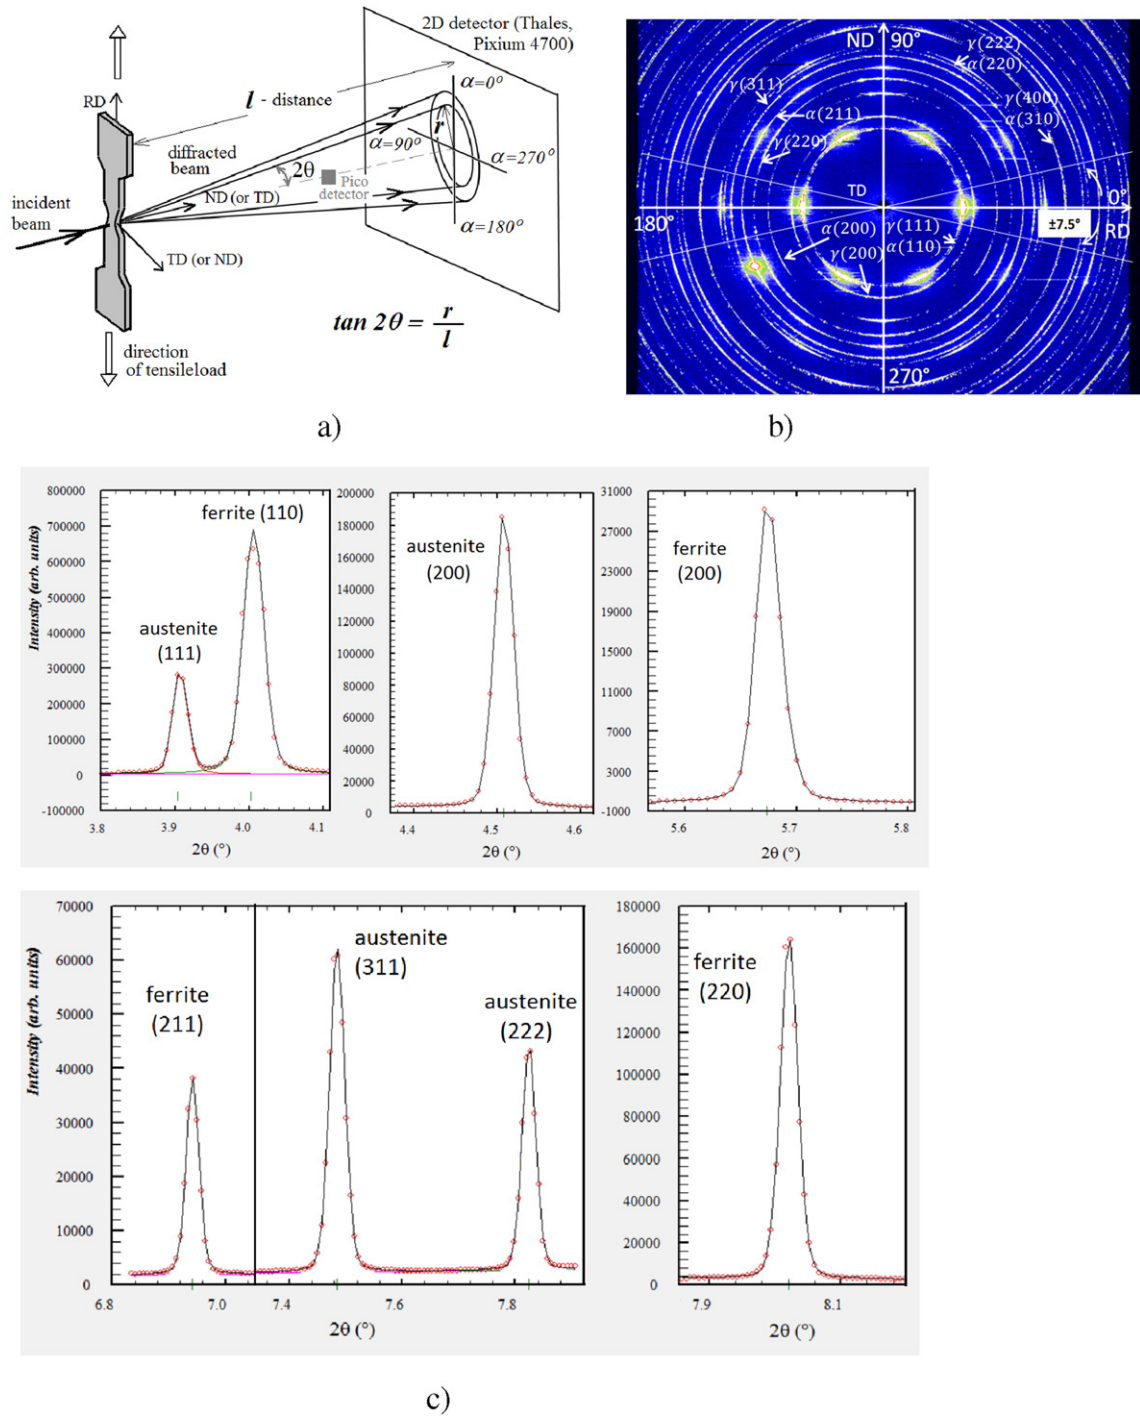 2D detector (Thales,
Pixium 4700)
RD
l - distance
α=0°
r
diffracted
beam
2θ
α=90°
α=270°
Pico
detector
ND (or TD)
incident
beam
α=180°
TD (or ND)
tan 2θ = r/l
direction
of tensileload
a)
ND 90°
γ(222)
α(220)
γ(311)
γ(400)
α(310)
α(211)
γ(220)
TD
0°
180°
RD
±7.5°
α(200)
γ(111)
α(110)
γ(200)
270°
b)
Intensity (arb. units)
800000
700000
600000
500000
400000
300000
200000
100000
0
-100000
ferrite (110)
austenite
(111)
3.8
3.9
4.0
4.1
2θ (°)
200000
180000
160000
140000
120000
100000
80000
60000
40000
20000
0
austenite
(200)
4.4
4.5
4.6
2θ (°)
31000
27000
23000
19000
15000
11000
7000
3000
-1000
ferrite
(200)
5.6
5.7
5.8
2θ (°)
Intensity (arb. units)
70000
60000
50000
40000
30000
20000
10000
0
ferrite
(211)
austenite
(311)
austenite
(222)
6.8
7.0
7.4
7.6
7.8
2θ (°)
180000
160000
140000
120000
100000
80000
60000
40000
20000
0
ferrite
(220)
7.9
8.1
2θ (°)
c)